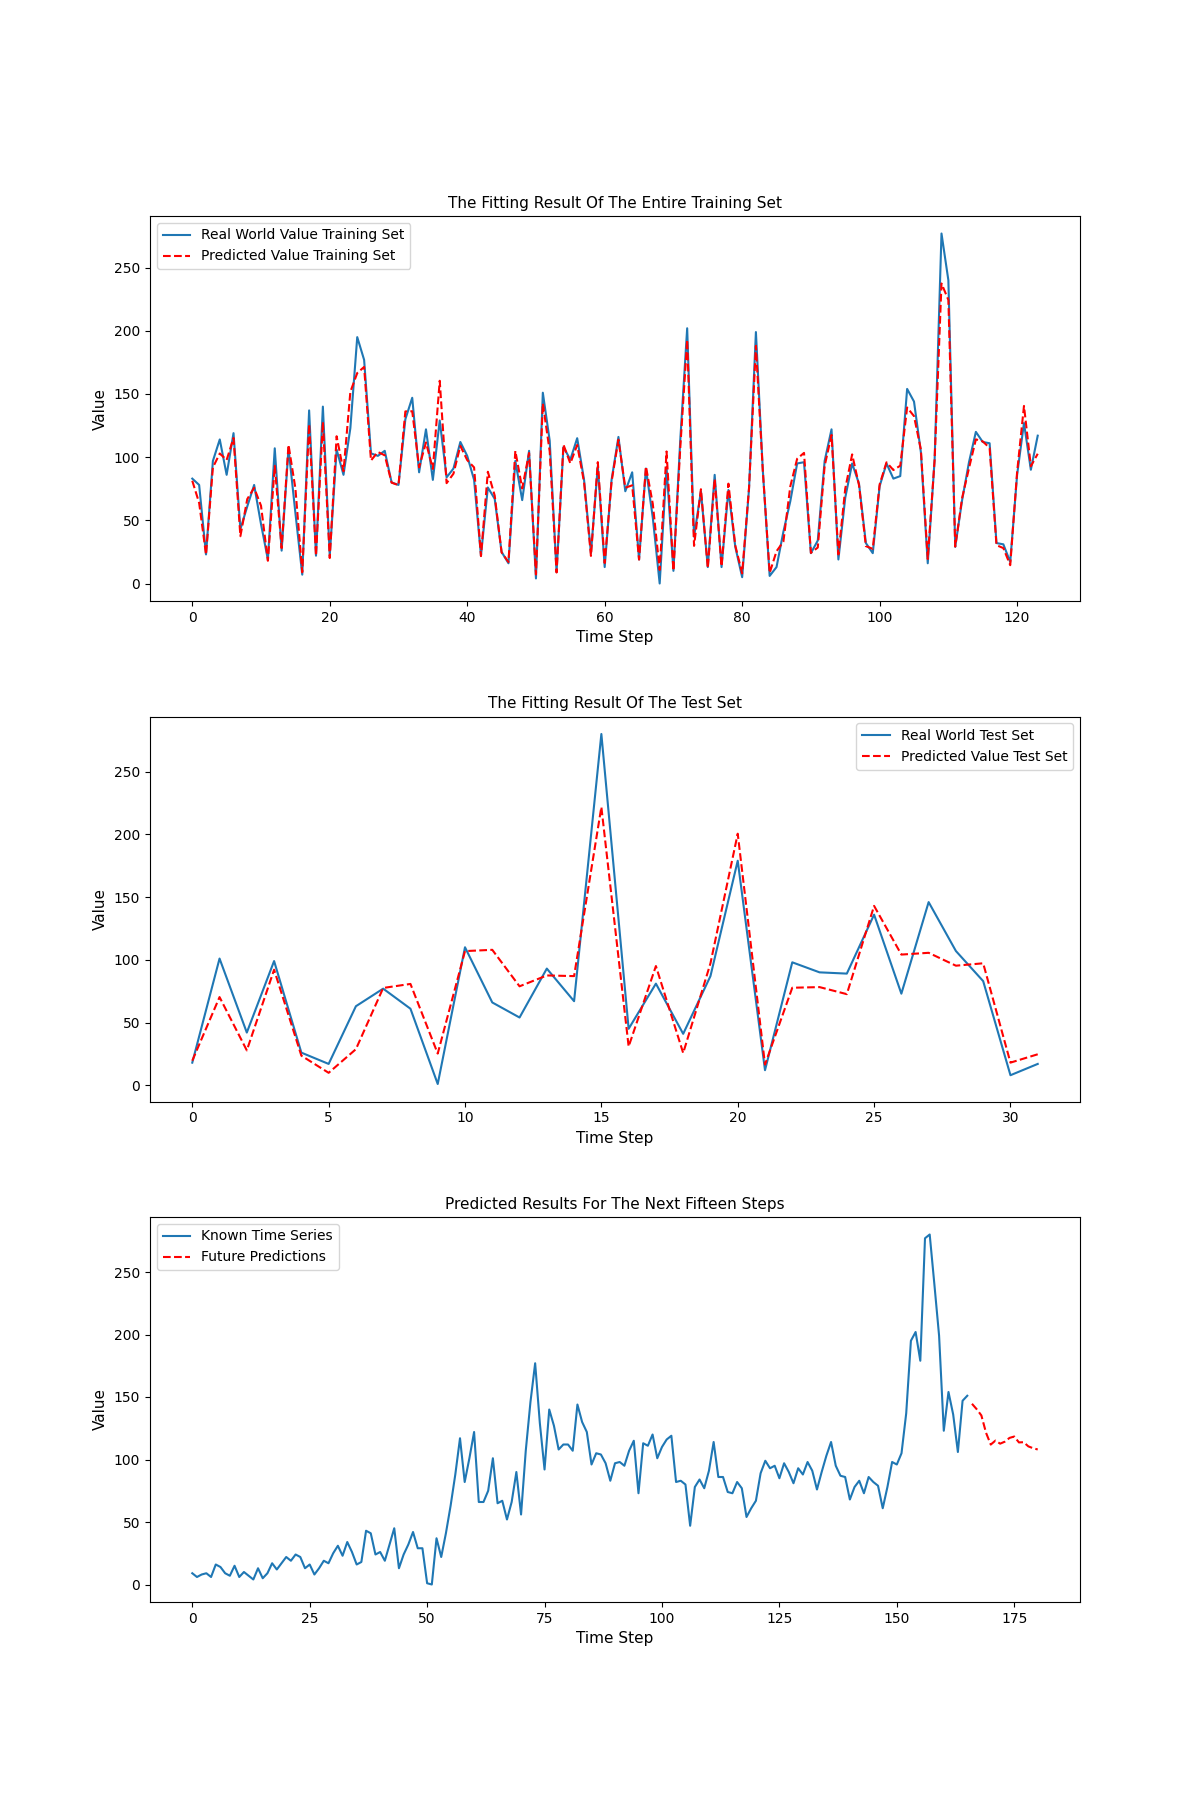 The Fitting Result Of The Entire Training Set
Real World Value Training Set
Predicted Value Training Set
Value
250
200
150
100
50
0
0 20 40 60 80 100 120
Time Step
The Fitting Result Of The Test Set
Real World Test Set
Predicted Value Test Set
Value
250
200
150
100
50
0
0 5 10 15 20 25 30
Time Step
Predicted Results For The Next Fifteen Steps
Known Time Series
Future Predictions
Value
250
200
150
100
50
0
0 25 50 75 100 125 150 175
Time Step